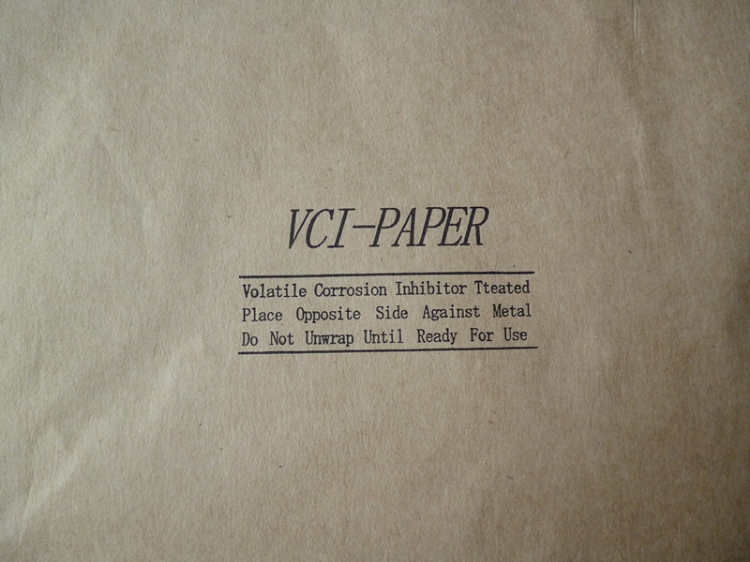 VCI-PAPER
Volatile Corrosion Inhibitor Tteated
Place Opposite Side Against Metal
Do Not Unwrap Until Ready For Use